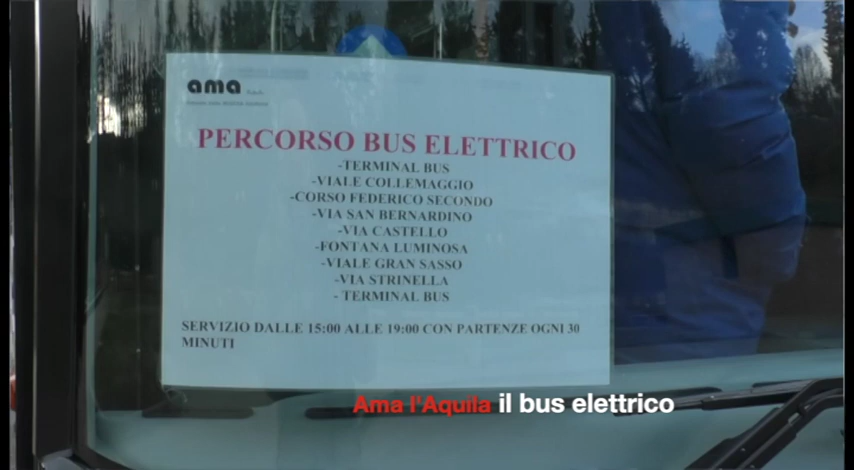 ama S.p.A.
PERCORSO BUS ELETTRICO
-TERMINAL BUS
-VIALE COLLEMAGGIO
-CORSO FEDERICO SECONDO
-VIA SAN BERNARDINO
-VIA CASTELLO
-FONTANA LUMINOSA
-VIALE GRAN SASSO
-VIA STRINELLA
- TERMINAL BUS
SERVIZIO DALLE 15:00 ALLE 19:00 CON PARTENZE OGNI 30
MINUTI
Ama l'Aquila il bus elettrico